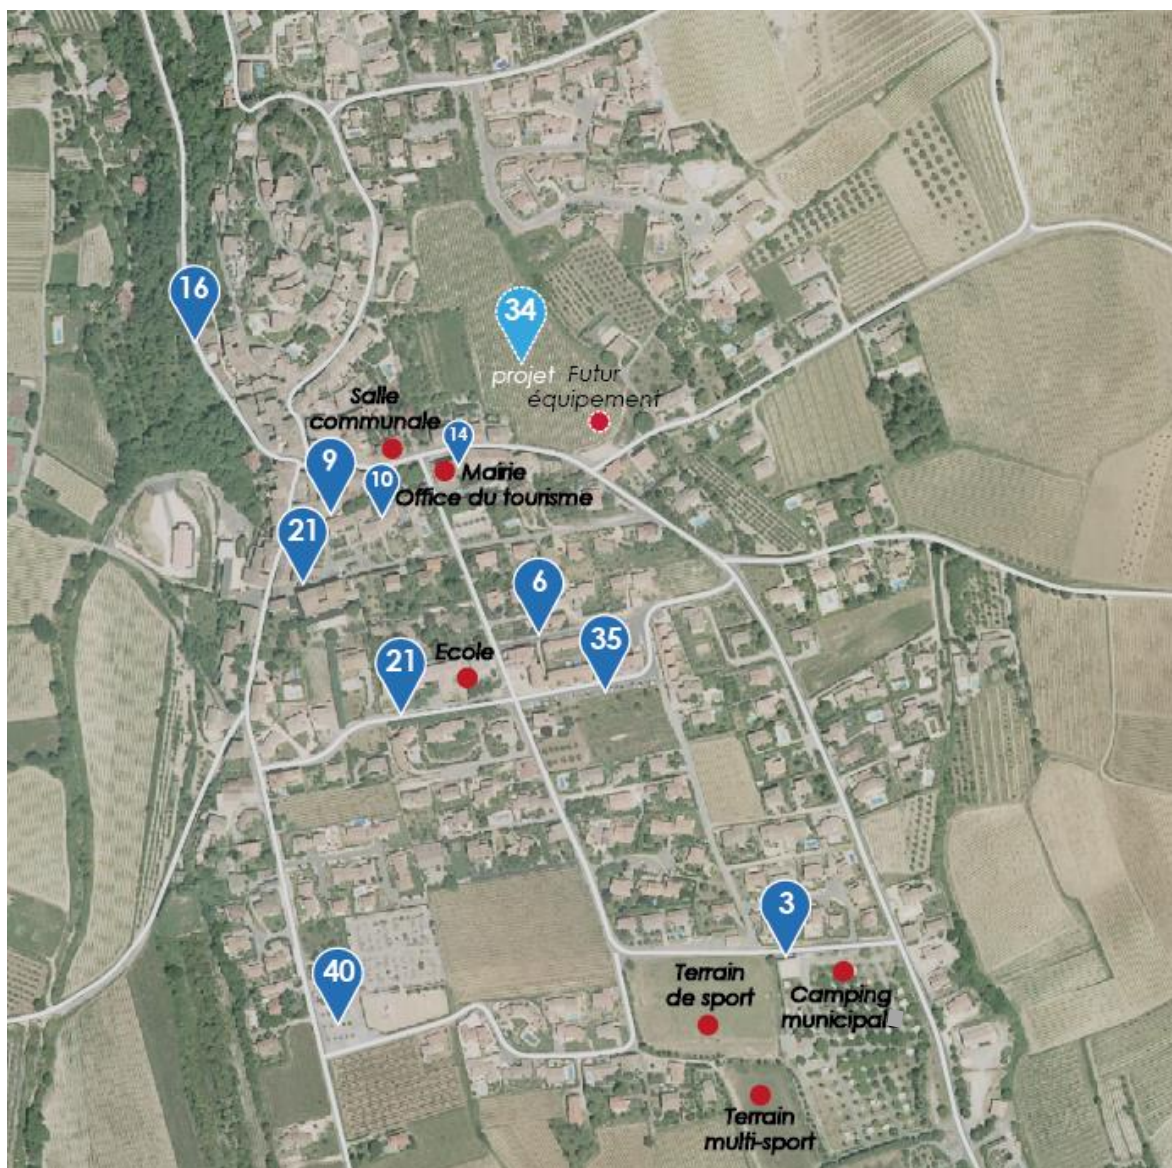 16
34
projet
Futur
équipement
Salle
communale
14
9
10
Mairie
Office du tourisme
21
6
35
21
Ecole
3
40
Terrain
de sport
Camping
municipal
Terrain
multi-sport